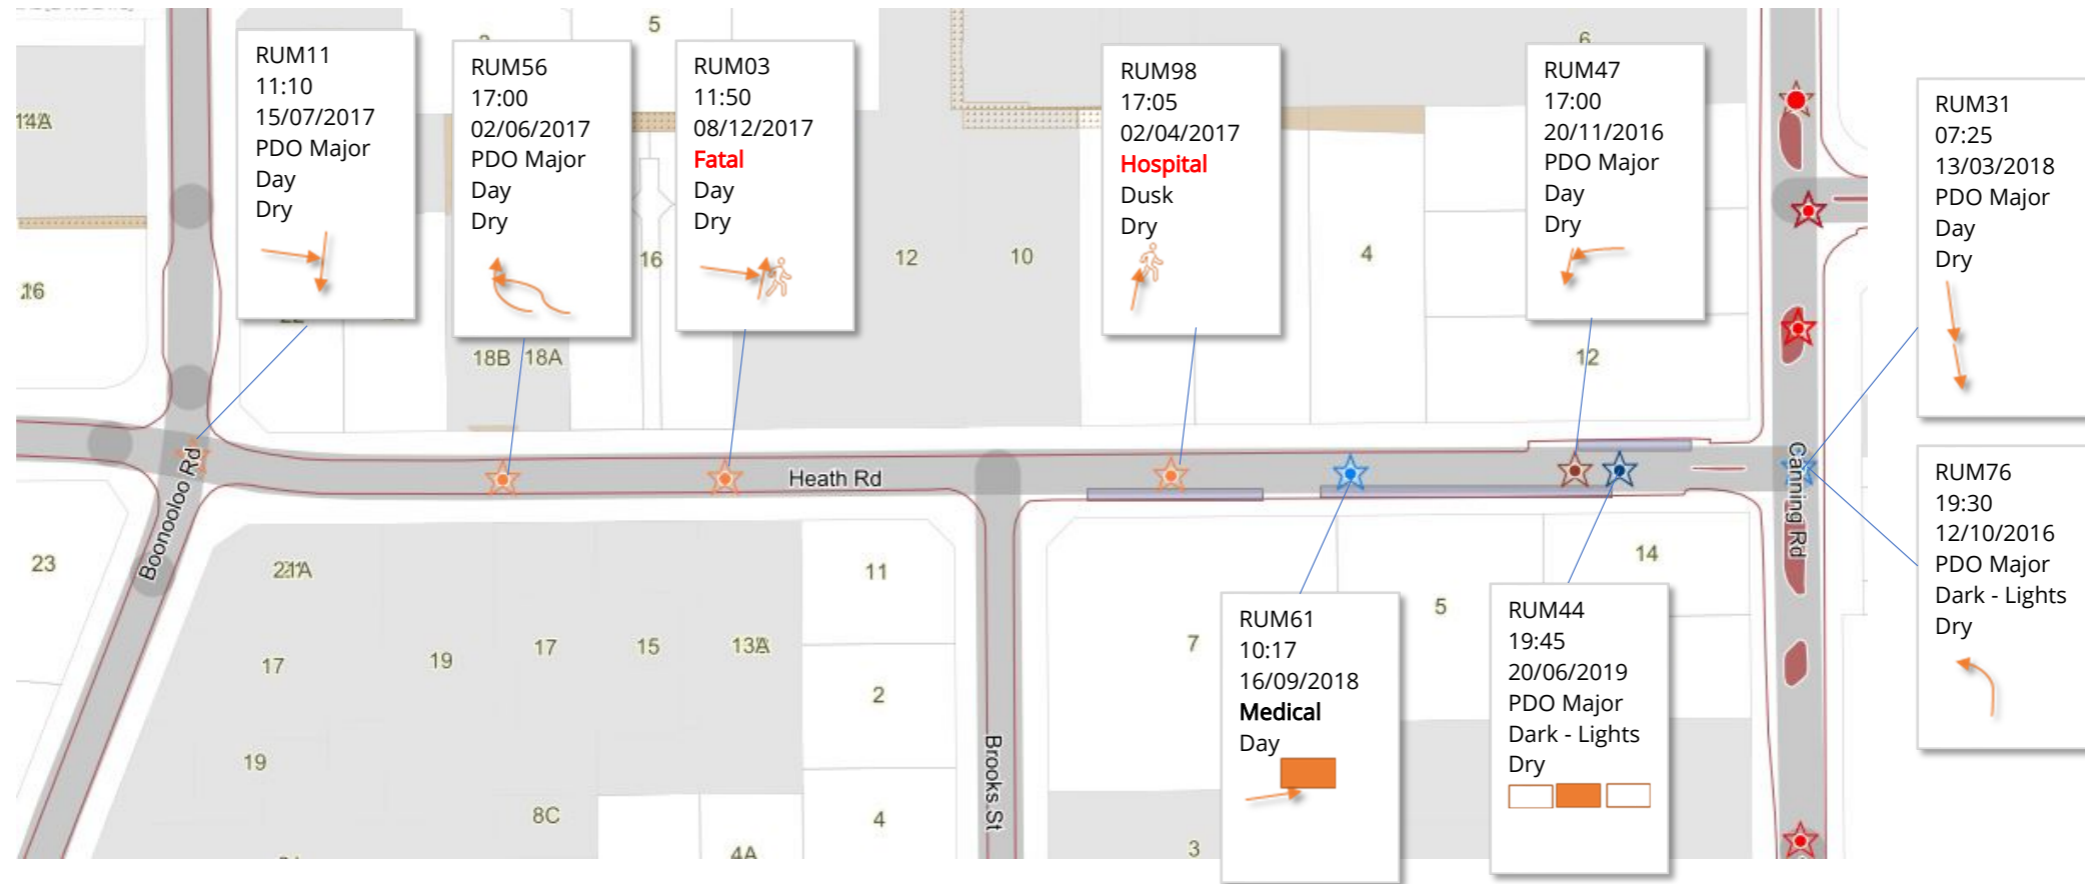 5
6
14A
16
16
12
10
4
12
18B 18A
RUM11
11:10
15/07/2017
PDO Major
Day
Dry
RUM56
17:00
02/06/2017
PDO Major
Day
Dry
RUM03
11:50
08/12/2017
Fatal
Day
Dry
RUM98
17:05
02/04/2017
Hospital
Dusk
Dry
RUM47
17:00
20/11/2016
PDO Major
Day
Dry
RUM31
07:25
13/03/2018
PDO Major
Day
Dry
RUM76
19:30
12/10/2016
PDO Major
Dark - Lights
Dry
Heath Rd
Boonooloo Rd
Canning Rd
Brooks St
23
21A
17
19
17
15
13A
11
2
4
19
8C
4A
7
5
14
3
RUM61
10:17
16/09/2018
Medical
Day
RUM44
19:45
20/06/2019
PDO Major
Dark - Lights
Dry